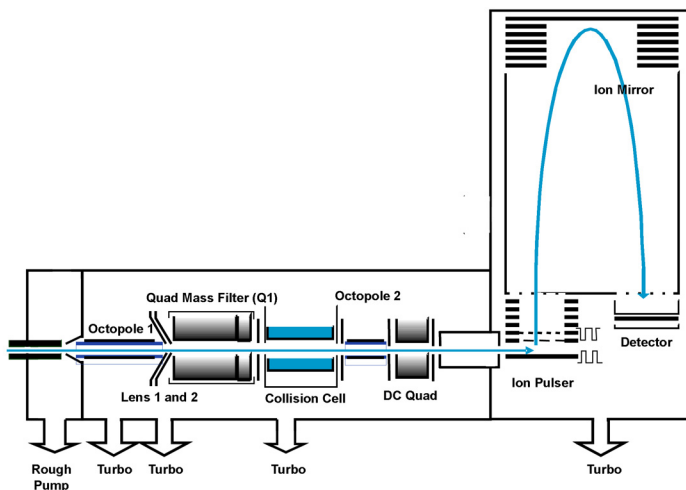 Ion Mirror
Quad Mass Filter (Q1)
Octopole 2
Octopole 1
Detector
Ion Pulser
Lens 1 and 2
Collision Cell
DC Quad
Rough
Pump
Turbo
Turbo
Turbo
Turbo